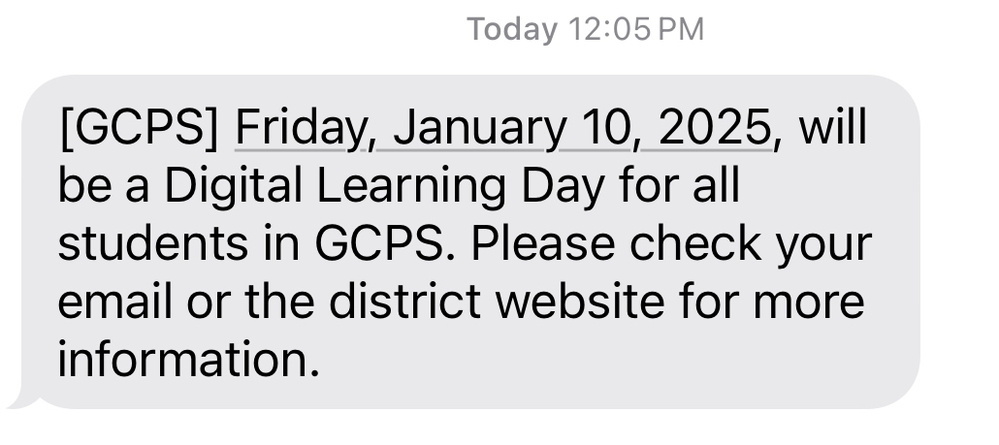 Today 12:05 PM
[GCPS] Friday, January 10, 2025, will
be a Digital Learning Day for all
students in GCPS. Please check your
email or the district website for more
information.